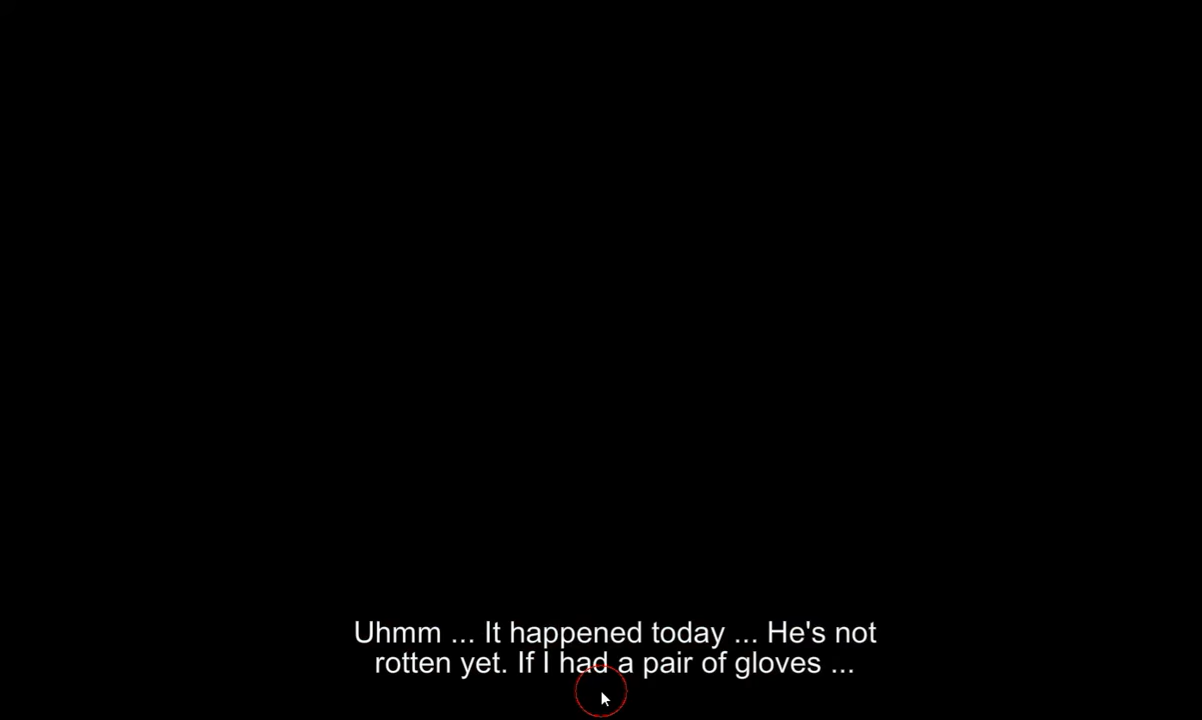 Uhmm ... It happened today ... He's not
rotten yet. If I had a pair of gloves ...